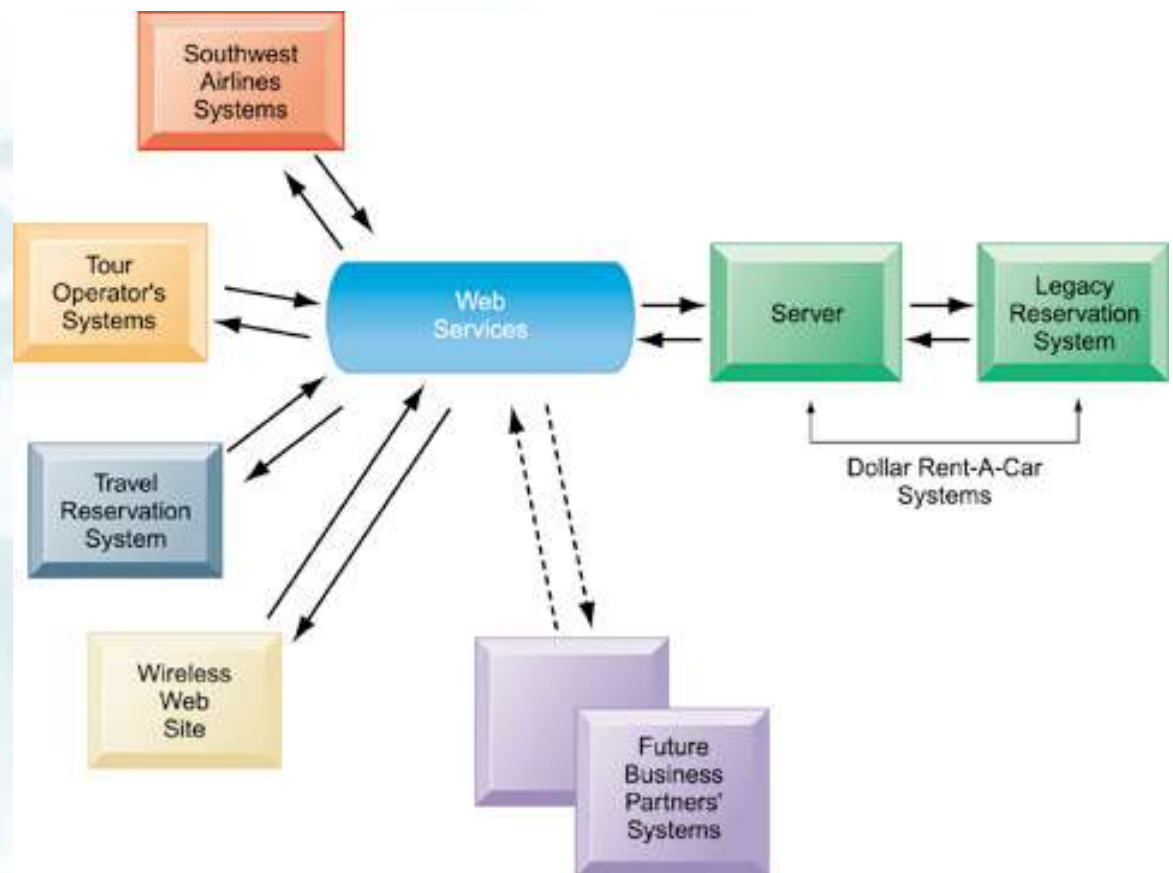 Southwest
Airlines
Systems
Tour
Operator's
Systems
Web
Services
Server
Legacy
Reservation
System
Dollar Rent-A-Car
Systems
Travel
Reservation
System
Wireless
Web
Site
Future
Business
Partners'
Systems